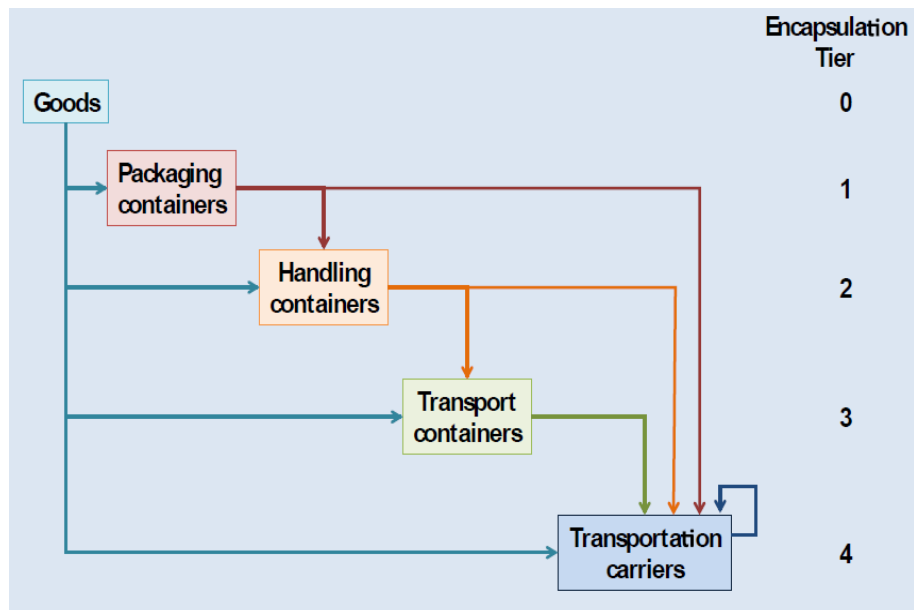 Encapsulation
Tier
Goods
0
Packaging
containers
1
Handling
containers
2
Transport
containers
3
Transportation
carriers
4